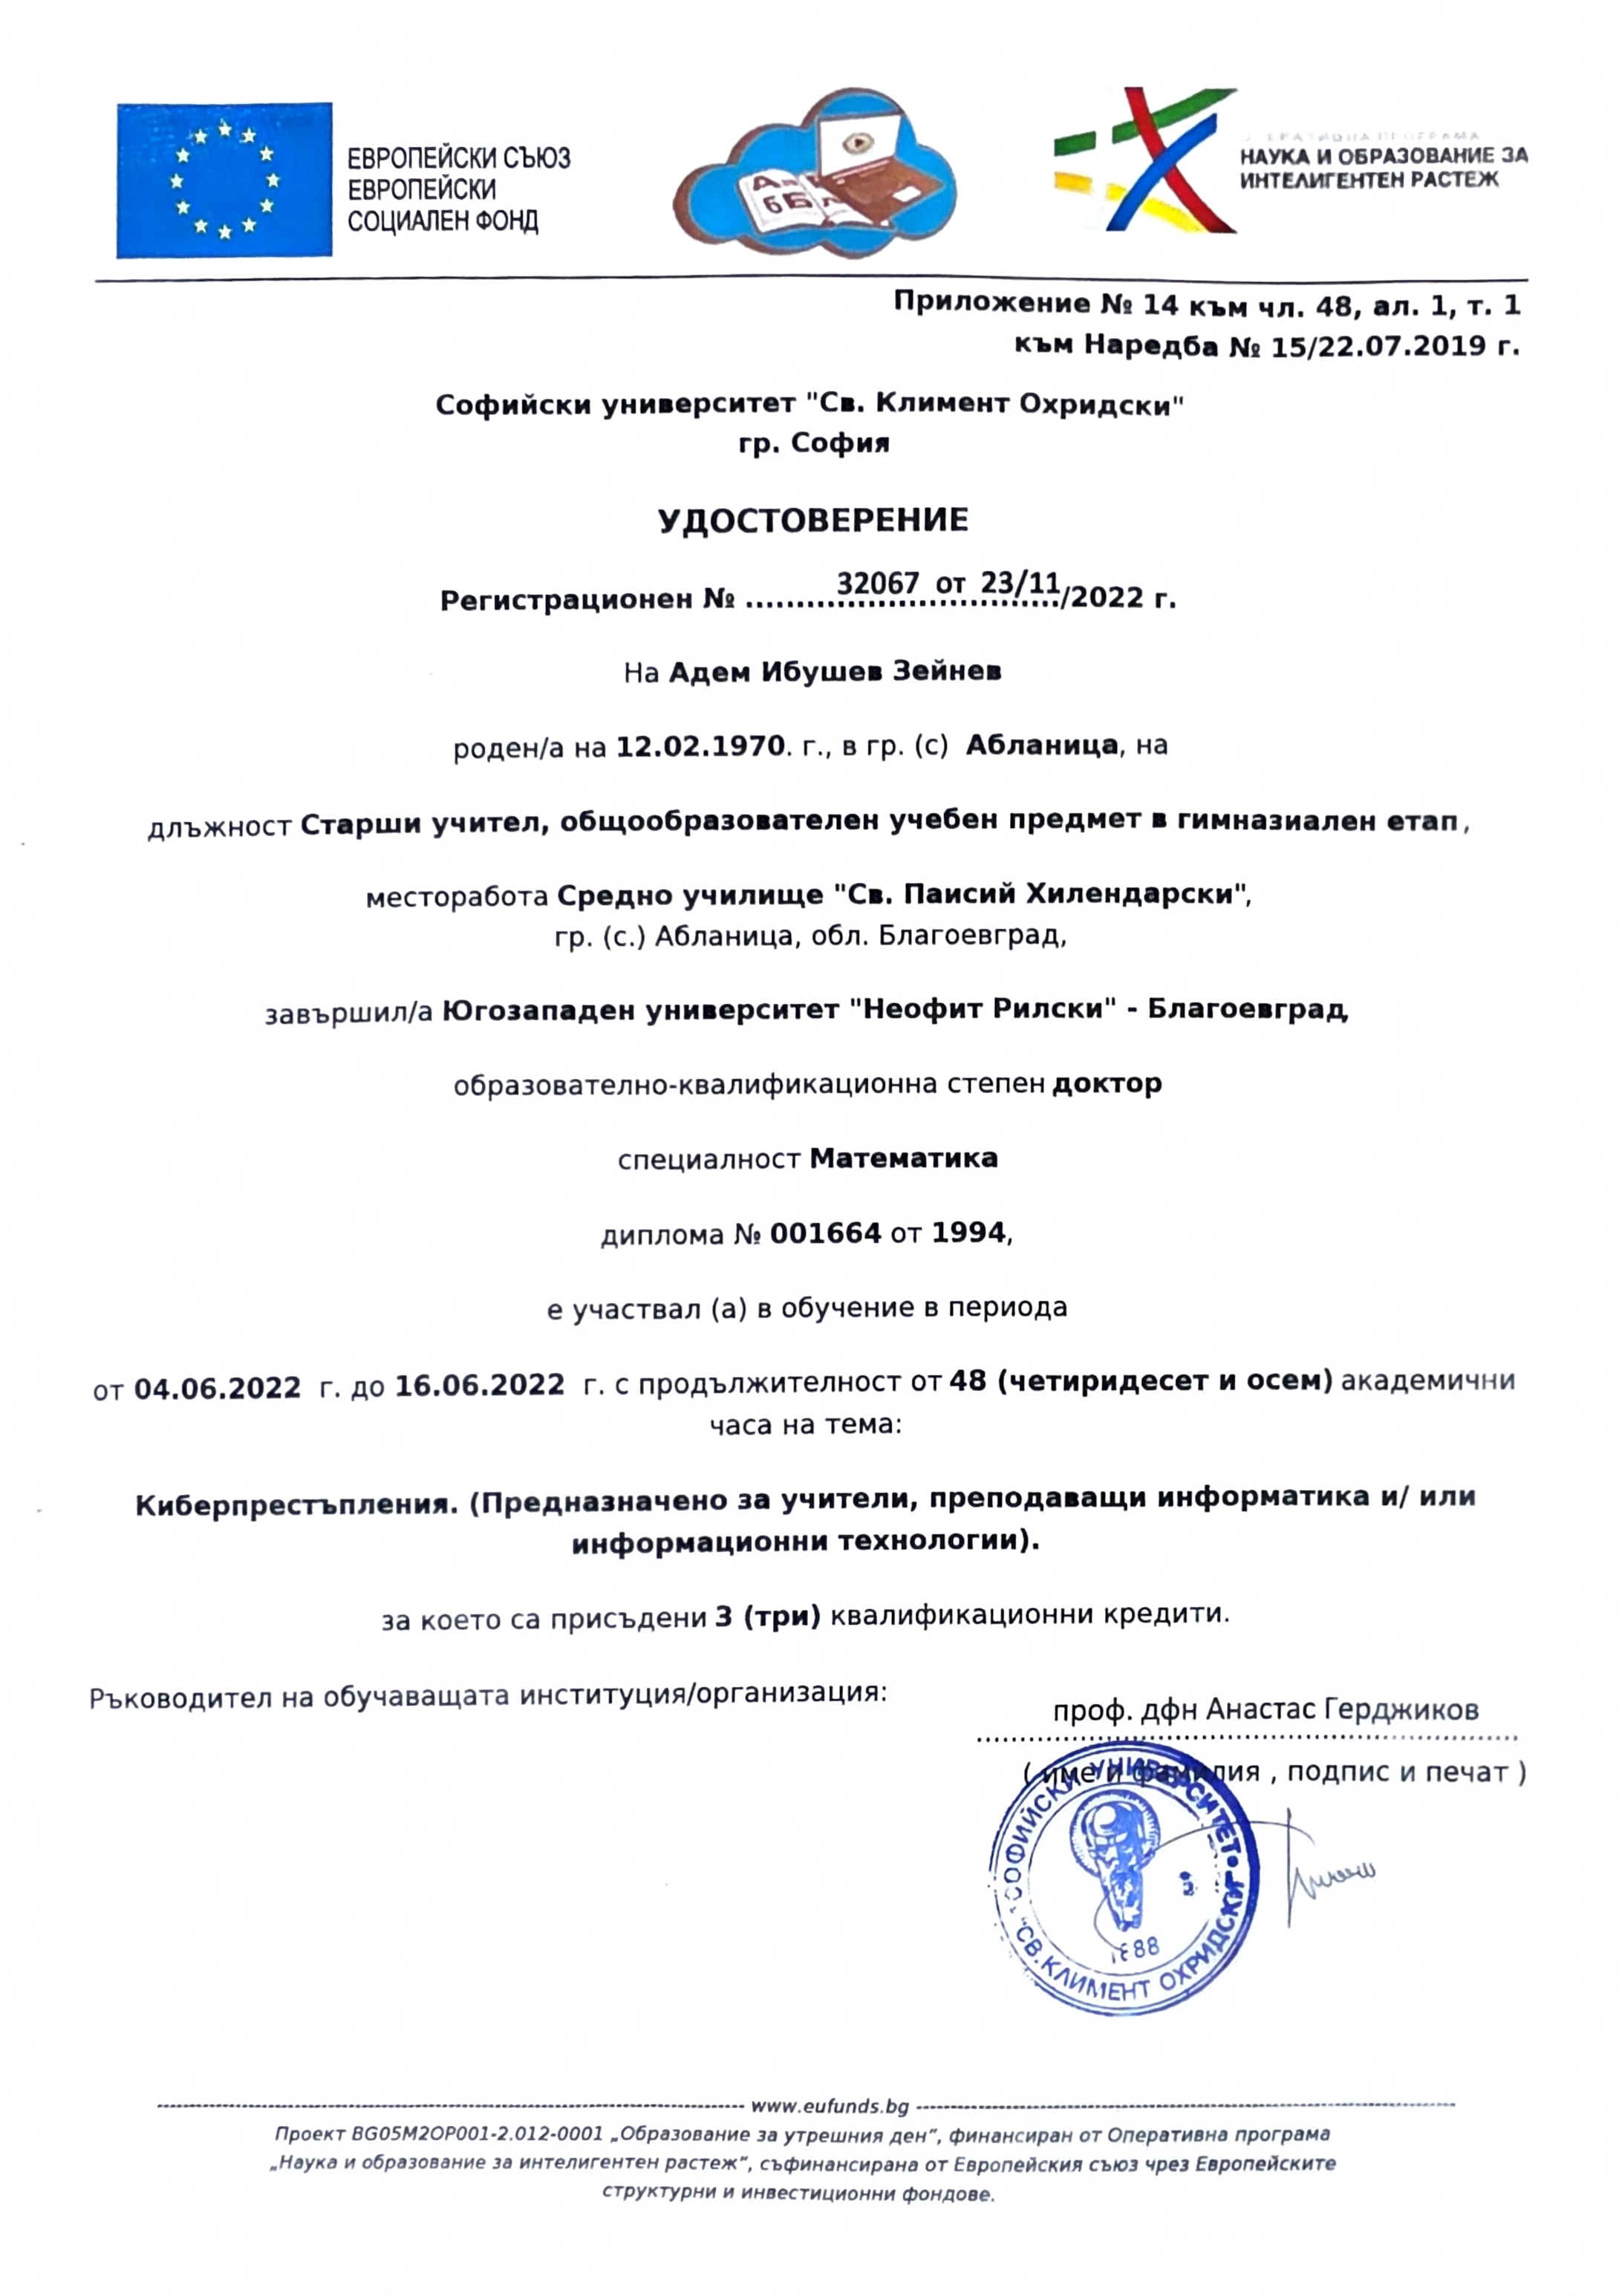 ЕВРОПЕЙСКИ СЪЮЗ
ЕВРОПЕЙСКИ
СОЦИАЛЕН ФОНД
НАУКА И ОБРАЗОВАНИЕ ЗА
ИНТЕЛИГЕНТЕН РАСТЕЖ
Приложение № 14 към чл. 48, ал. 1, т. 1
към Наредба № 15/22.07.2019 г.
Софийски университет "Св. Климент Охридски"
гр. София
УДОСТОВЕРЕНИЕ
Регистрационен № 32067 от 23/11/2022 г.
На Адем Ибушев Зейнев
роден/а на 12.02.1970. г., в гр. (с) Абланица, на
длъжност Старши учител, общообразователен учебен предмет в гимназиален етап,
месторабота Средно училище "Св. Паисий Хилендарски",
гр. (с.) Абланица, обл. Благоевград,
завършил/а Югозападен университет "Неофит Рилски" - Благоевград,
образователно-квалификационна степен доктор
специалност Математика
диплома № 001664 от 1994,
е участвал (а) в обучение в периода
от 04.06.2022 г. до 16.06.2022 г. с продължителност от 48 (четиридесет и осем) академични
часа на тема:
Киберпрестъпления. (Предназначено за учители, преподаващи информатика и/ или
информационни технологии).
за което са присъдени 3 (три) квалификационни кредити.
Ръководител на обучаващата институция/организация:
проф. дфн Анастас Герджиков
( име и фамилия , подпис и печат )
СОФИЙСКИ УНИВЕРСИТЕТ
"СВ. КЛИМЕНТ ОХРИДСКИ"
www.eufunds.bg
Проект BG05M2OP001-2.012-0001 „Образование за утрешния ден“, финансиран от Оперативна програма
„Наука и образование за интелигентен растеж“, съфинансирана от Европейския съюз чрез Европейските
структурни и инвестиционни фондове.